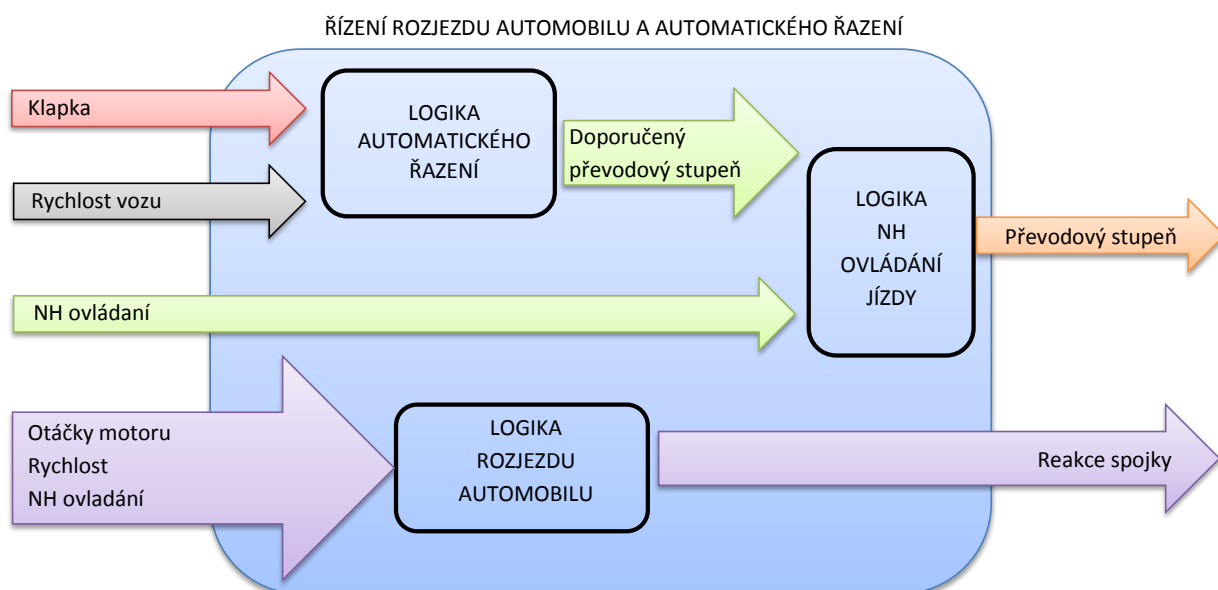 ŘÍZENÍ ROZJEZDU AUTOMOBILU A AUTOMATICKÉHO ŘAZENÍ
Klapka
LOGIKA
AUTOMATICKÉHO
ŘAZENÍ
Doporučený
převodový stupeň
Rychlost vozu
LOGIKA
NH
OVLÁDÁNÍ
JÍZDY
Převodový stupeň
NH ovládaní
Otáčky motoru
Rychlost
NH ovladání
LOGIKA
ROZJEZDU
AUTOMOBILU
Reakce spojky